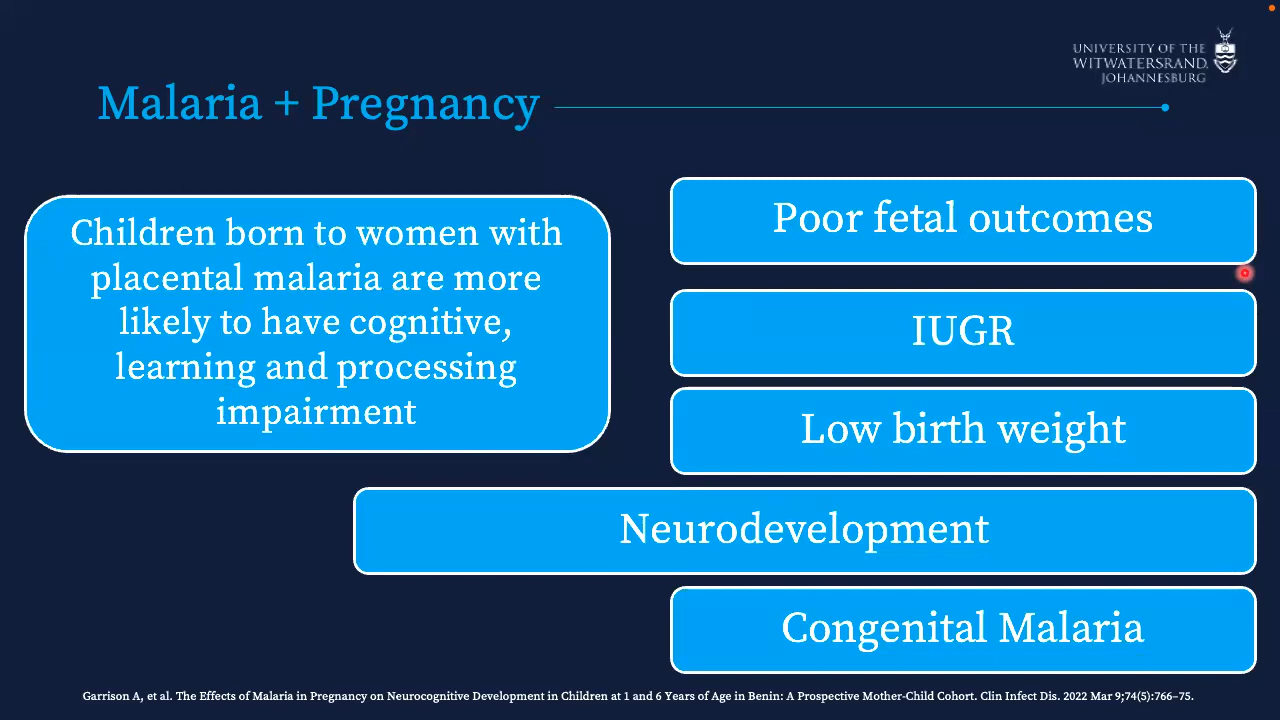 UNIVERSITY OF THE
WITWATERSRAND,
JOHANNESBURG
Malaria + Pregnancy
Children born to women with
placental malaria are more
likely to have cognitive,
learning and processing
impairment
Poor fetal outcomes
IUGR
Low birth weight
Neurodevelopment
Congenital Malaria
Garrison A, et al. The Effects of Malaria in Pregnancy on Neurocognitive Development in Children at 1 and 6 Years of Age in Benin: A Prospective Mother-Child Cohort. Clin Infect Dis. 2022 Mar 9;74(5):766–75.